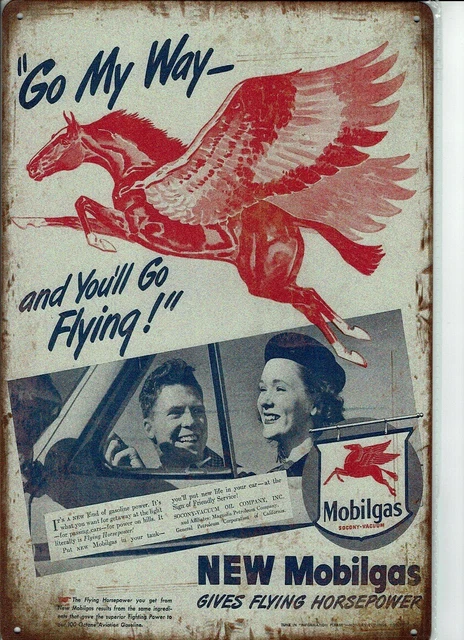 "Go My Way—
and You'll Go
Flying!"
IT'S A NEW kind of gasoline power. It's
what you want for getaway at the light
—for passing cars—for power on hills. It
literally is Flying Horsepower!
Put NEW Mobilgas in your tank—
you'll put new life in your car—at the
Sign of Friendly Service!
SOCONY-VACUUM OIL COMPANY, INC.
and Affiliates: Magnolia Petroleum Company,
General Petroleum Corporation of California.
Mobilgas
SOCONY-VACUUM
NEW Mobilgas
GIVES FLYING HORSEPOWER
The Flying Horsepower you get from
New Mobilgas results from the same ingredi-
ents that gave the superior Fighting Power to
our 100-Octane Aviation Gasoline.